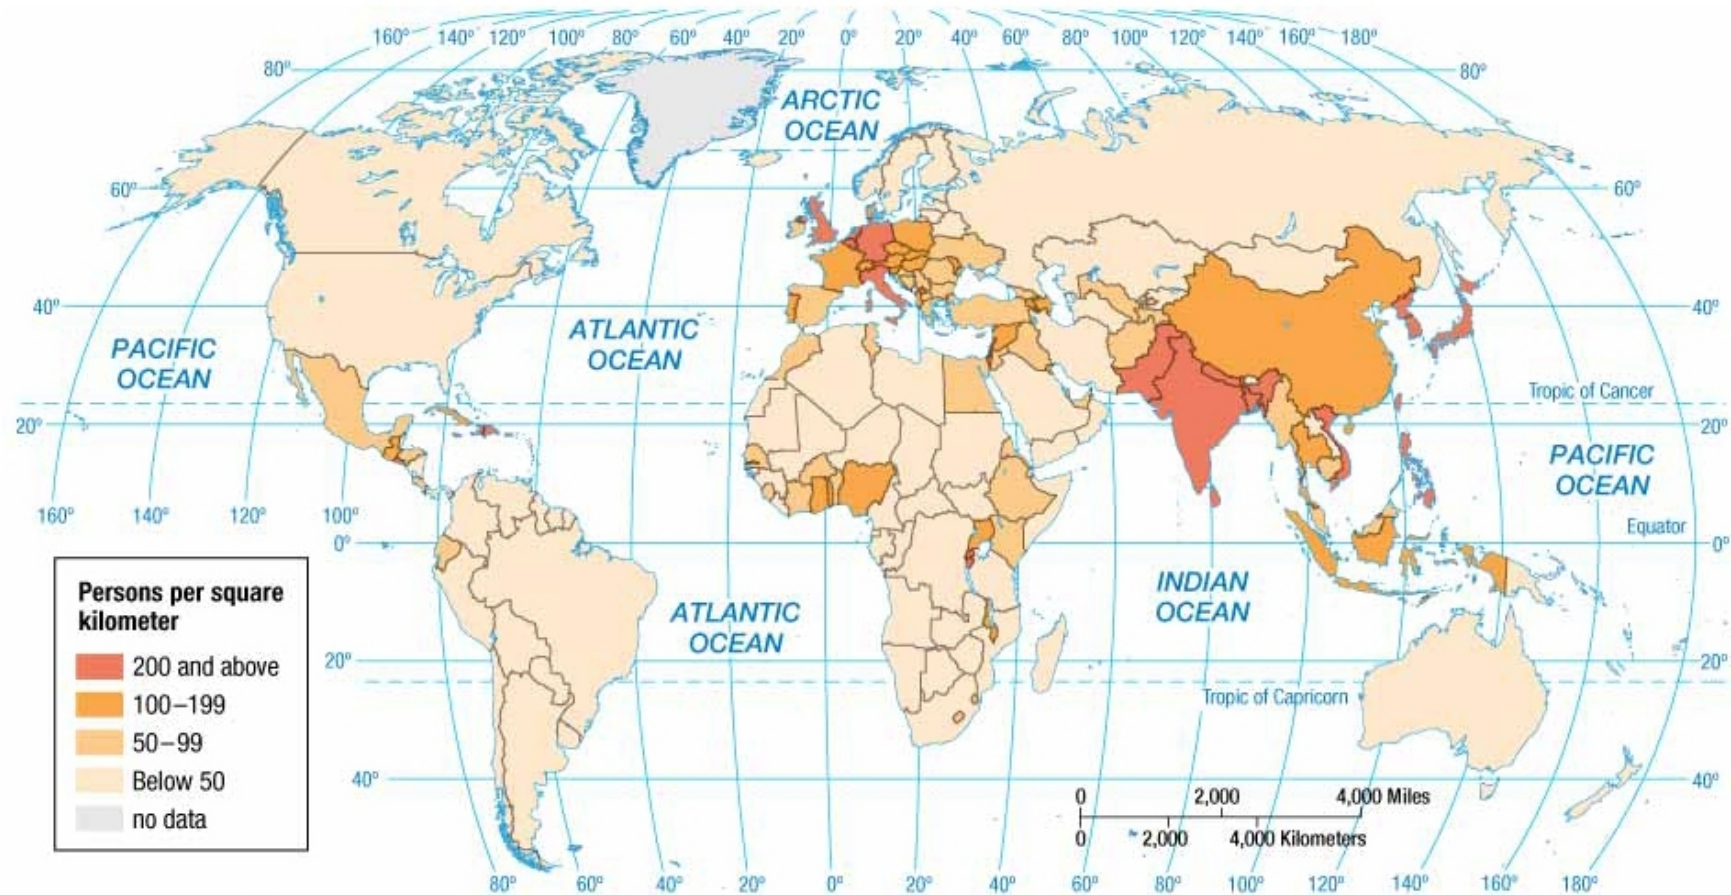 160° 140° 120° 100° 80° 60° 40° 20° 0° 20° 40° 60° 80° 100° 120° 140° 160° 180°
80° 80°
ARCTIC
OCEAN
60° 60°
40° 40°
ATLANTIC
OCEAN
PACIFIC
OCEAN
Tropic of Cancer
20° 20°
PACIFIC
OCEAN
160° 140° 120° 100°
Equator
0° 0°
INDIAN
OCEAN
ATLANTIC
OCEAN
20° 20°
Tropic of Capricorn
40° 40°
Persons per square
kilometer
200 and above
100–199
50–99
Below 50
no data
0 2,000 4,000 Miles
0 2,000 4,000 Kilometers
80° 60° 40° 20° 0° 20° 40° 60° 80° 100° 120° 140° 160° 180°